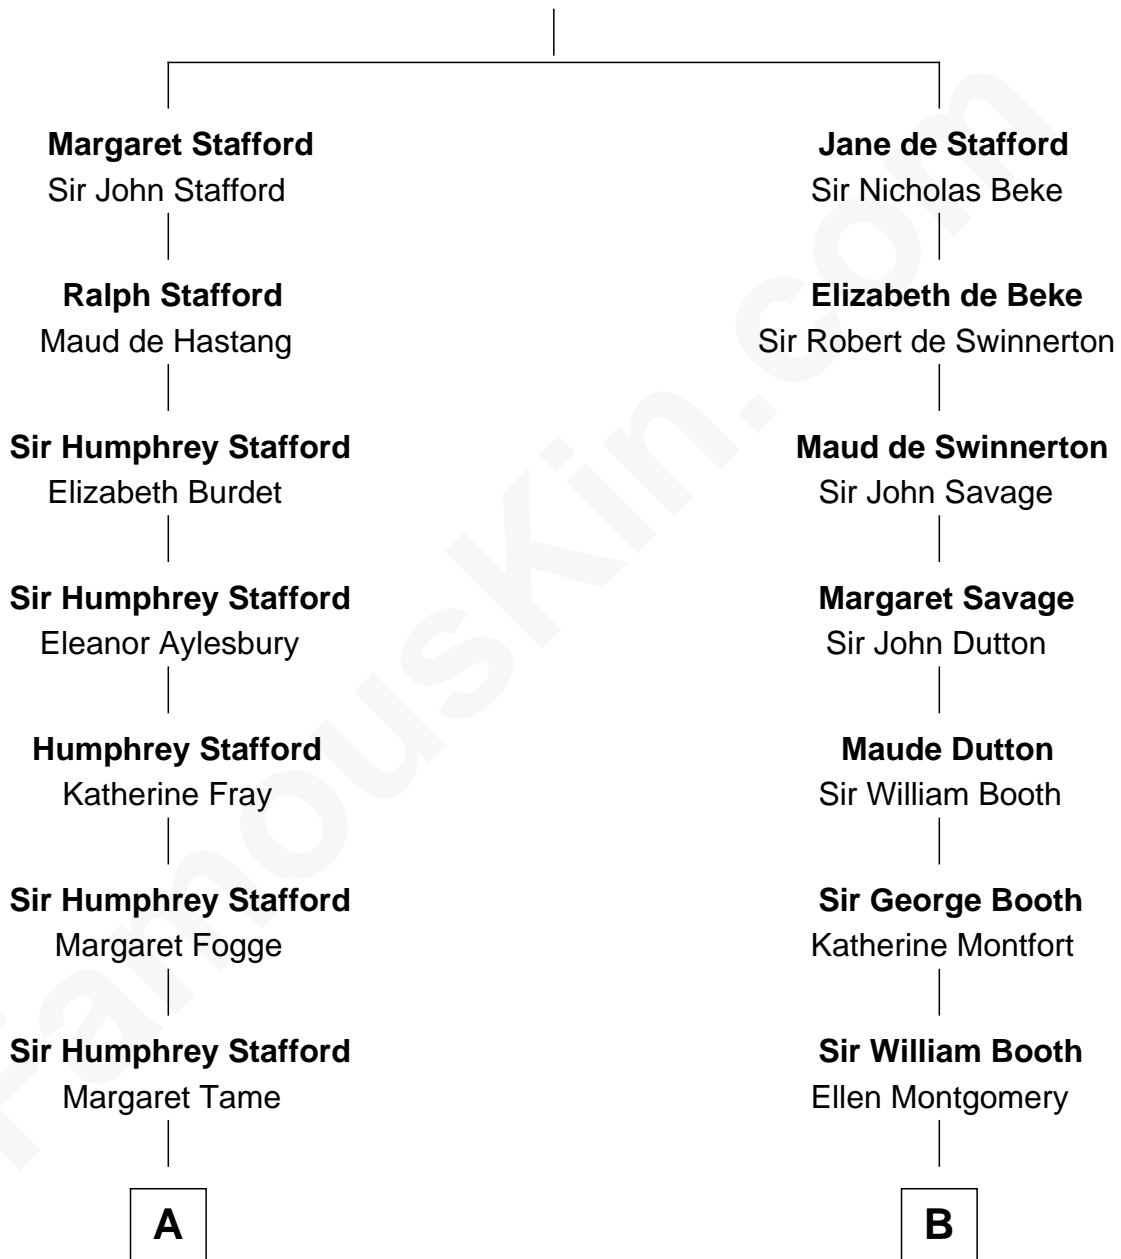 Margaret Stafford
Sir John Stafford
Ralph Stafford
Maud de Hastang
Sir Humphrey Stafford
Elizabeth Burdet
Sir Humphrey Stafford
Eleanor Aylesbury
Humphrey Stafford
Katherine Fray
Sir Humphrey Stafford
Margaret Fogge
Sir Humphrey Stafford
Margaret Tame
A
Jane de Stafford
Sir Nicholas Beke
Elizabeth de Beke
Sir Robert de Swinnerton
Maud de Swinnerton
Sir John Savage
Margaret Savage
Sir John Dutton
Maude Dutton
Sir William Booth
Sir George Booth
Katherine Montfort
Sir William Booth
Ellen Montgomery
B
FamousKin.com